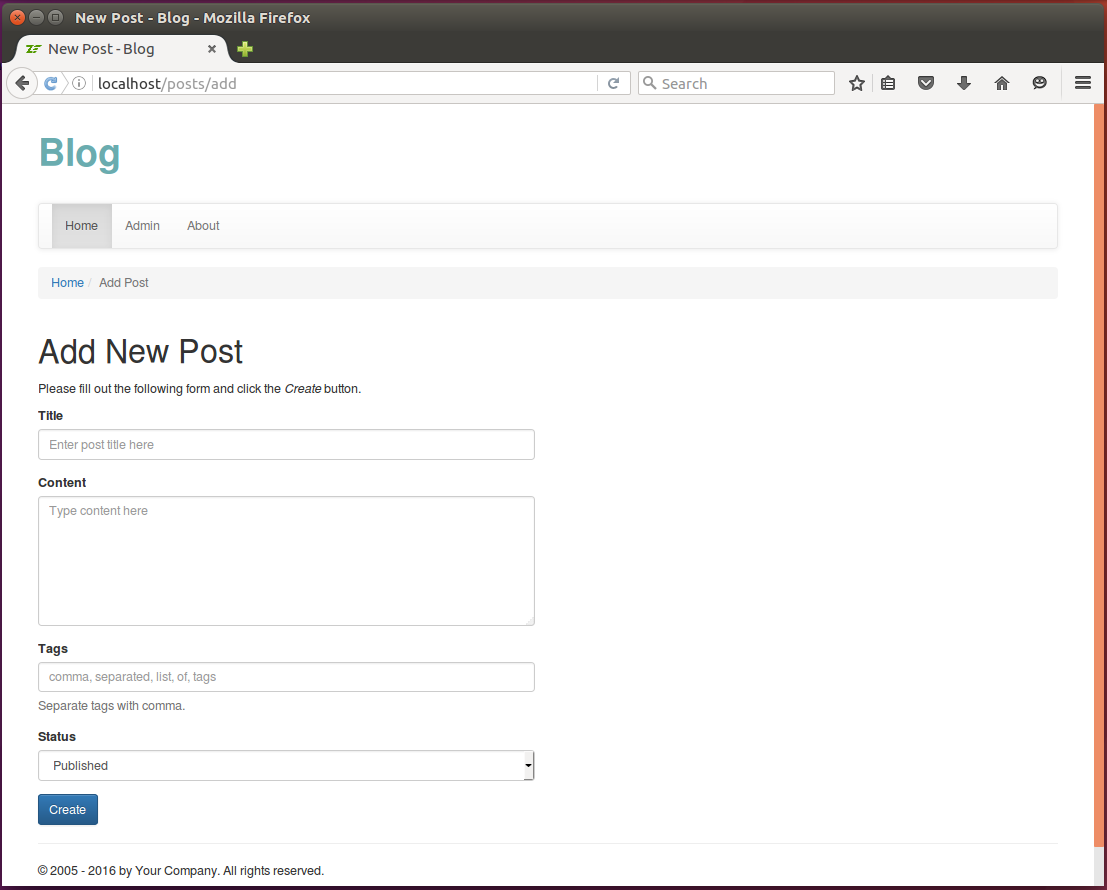 New Post - Blog - Mozilla Firefox
New Post - Blog
localhost/posts/add
Search
Blog
Home Admin About
Home / Add Post
Add New Post
Please fill out the following form and click the Create button.
Title
Enter post title here
Content
Type content here
Tags
comma, separated, list, of, tags
Separate tags with comma.
Status
Published
Create
© 2005 - 2016 by Your Company. All rights reserved.